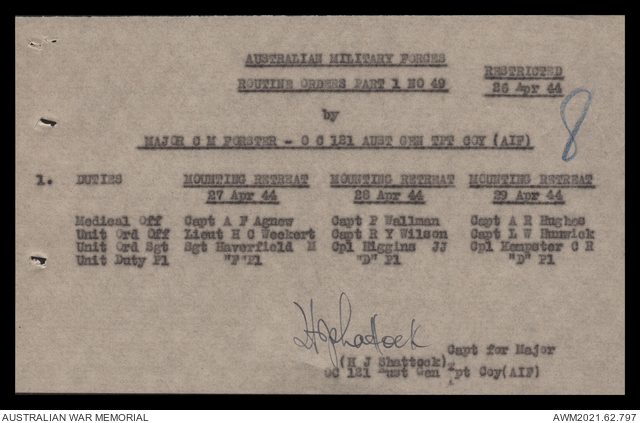 AUSTRALIAN MILITARY FORCES
RESTRICTED
ROUTINE ORDERS PART 1 NO 49
26 Apr 44
by
8
MAJOR C M FORSTER - O C 121 AUST GEN TPT COY (AIF)
1. DUTIES MOUNTING RETREAT MOUNTING RETREAT MOUNTING RETREAT
27 Apr 44 28 Apr 44 29 Apr 44
Medical Off Capt A F Agnew Capt P Wallman Capt A R Hughes
Unit Ord Off Lieut H C Weckert Capt R Y Wilson Capt L W Hunwick
Unit Ord Sgt Sgt Haverfield M Cpl Higgins JJ Cpl Kempster C R
Unit Duty Pl "F" Pl "D" Pl "D" Pl
Capt for Major
(H J Shattock)
OC 121 Aust Gen Tpt Coy(AIF)
AUSTRALIAN WAR MEMORIAL AWM2021.62.797